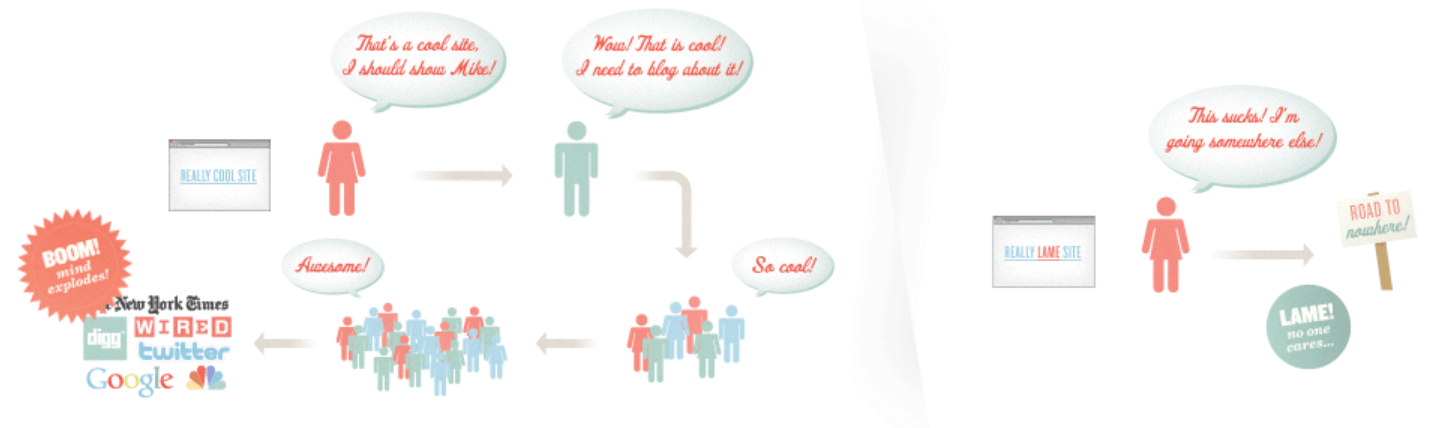 That's a cool site,
I should show Mike!
Wow! That is cool!
I need to blog about it!
REALLY COOL SITE
So cool!
Awesome!
BOOM!
mind
explodes!
New York Times
digg
WIRED
twitter
Google
This sucks! I'm
going somewhere else!
REALLY LAME SITE
ROAD TO
nowhere!
LAME!
no one
cares...